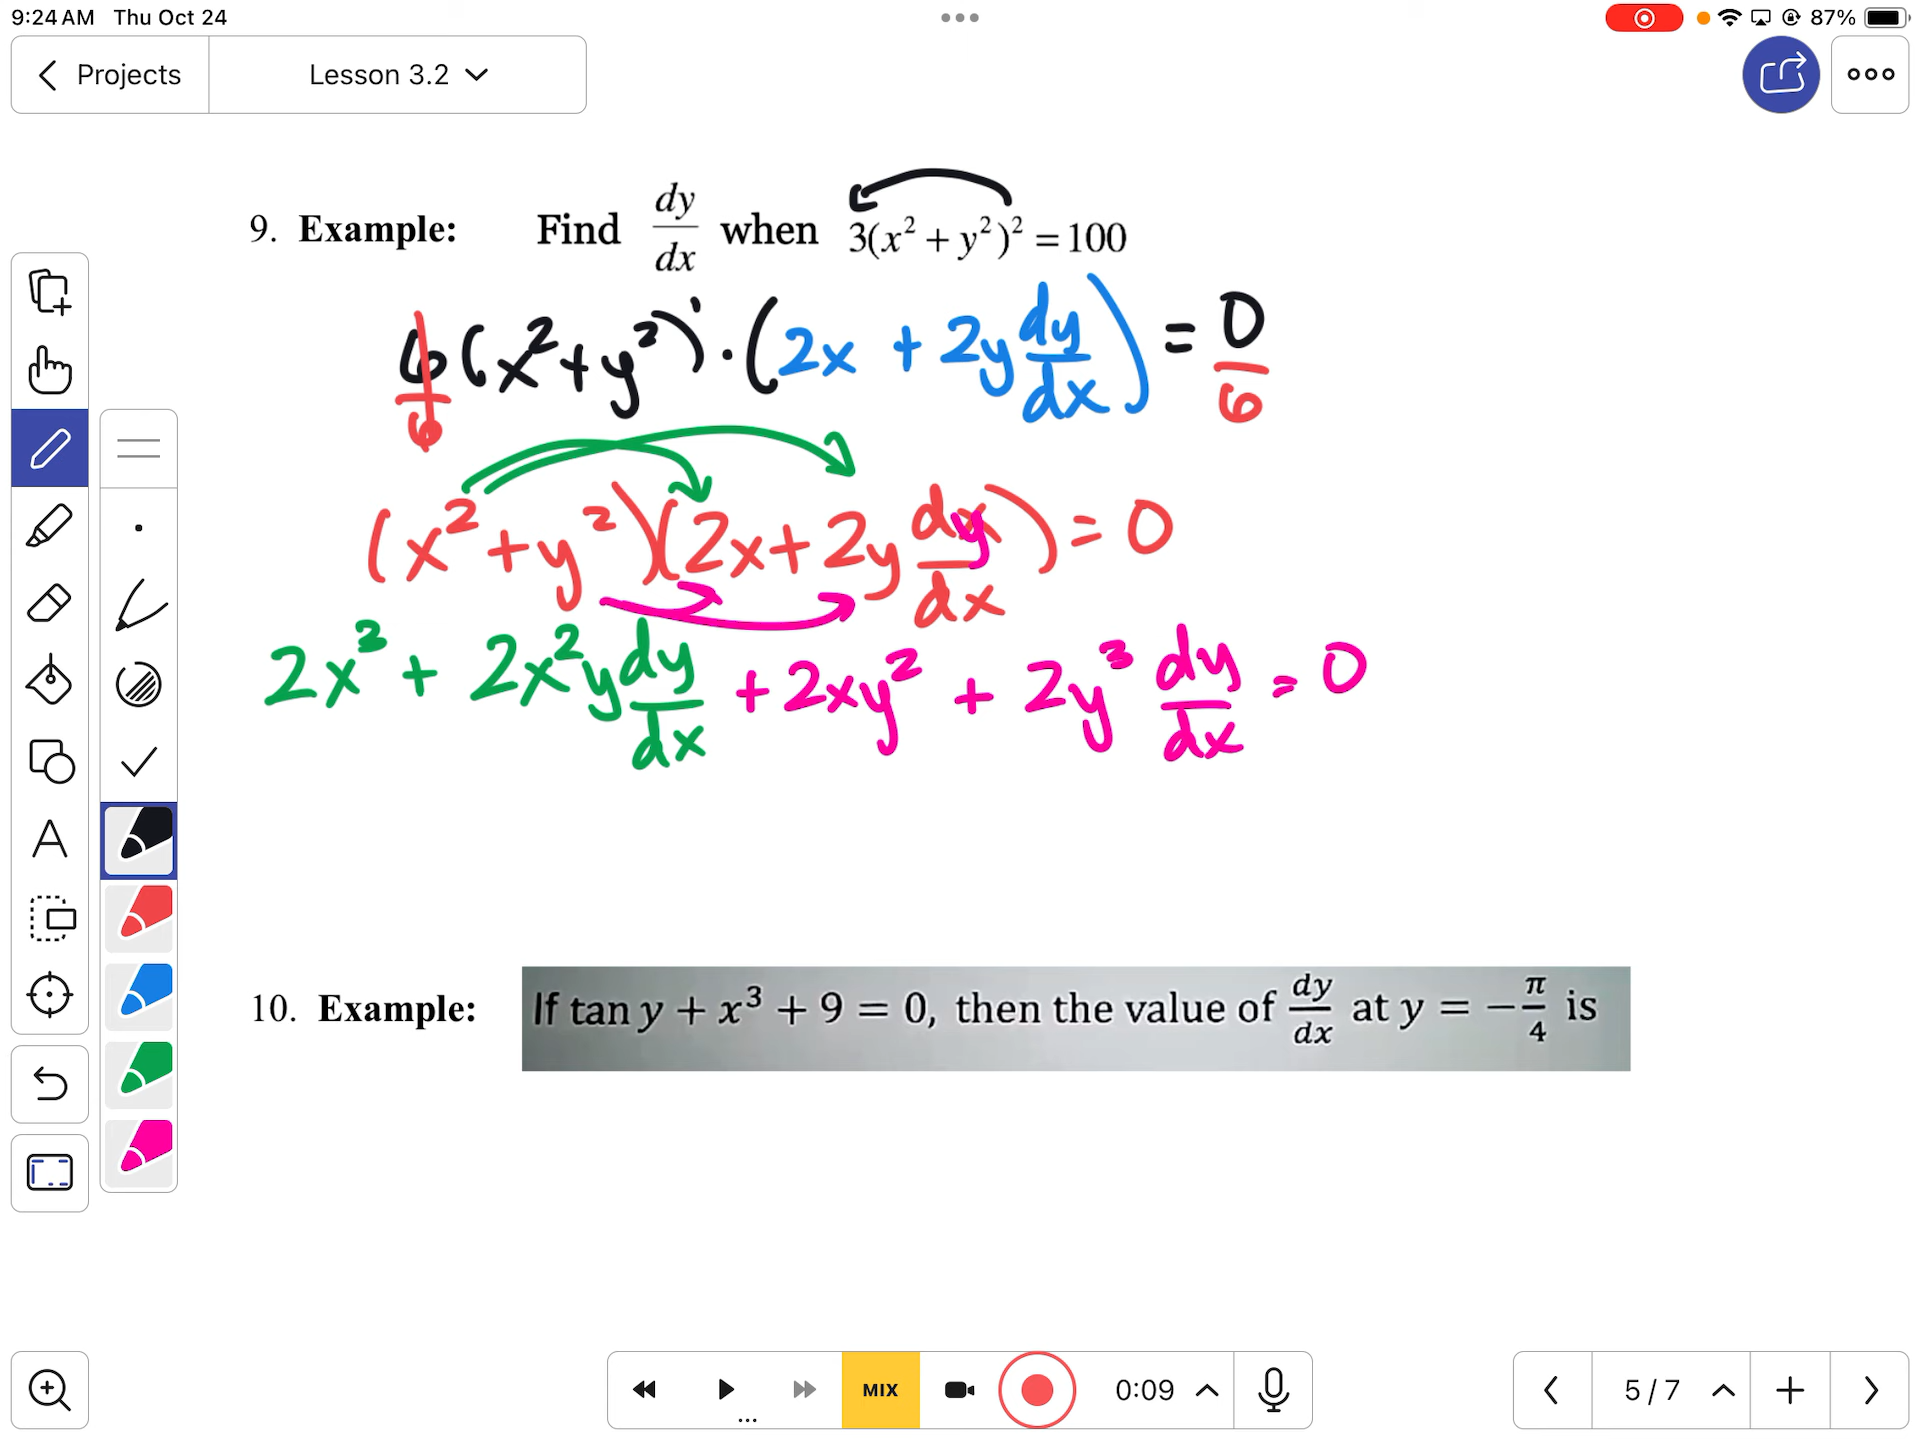 9:24 AM Thu Oct 24
87%
Projects
Lesson 3.2
9. Example: Find dy/dx when 3(x² + y²)² = 100
6/6 (x² + y²)¹ · (2x + 2y dy/dx) = 0/6
(x² + y²)(2x + 2y dy/dx) = 0
2x³ + 2x²y dy/dx + 2xy² + 2y³ dy/dx = 0
10. Example: If tan y + x³ + 9 = 0, then the value of dy/dx at y = −π/4 is
A
MIX
0:09
5 / 7